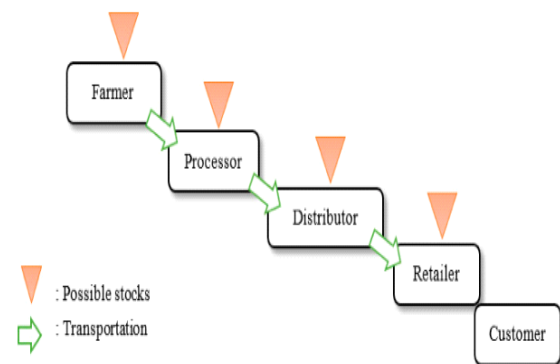 Farmer
Processor
Distributor
Retailer
Customer
: Possible stocks
: Transportation